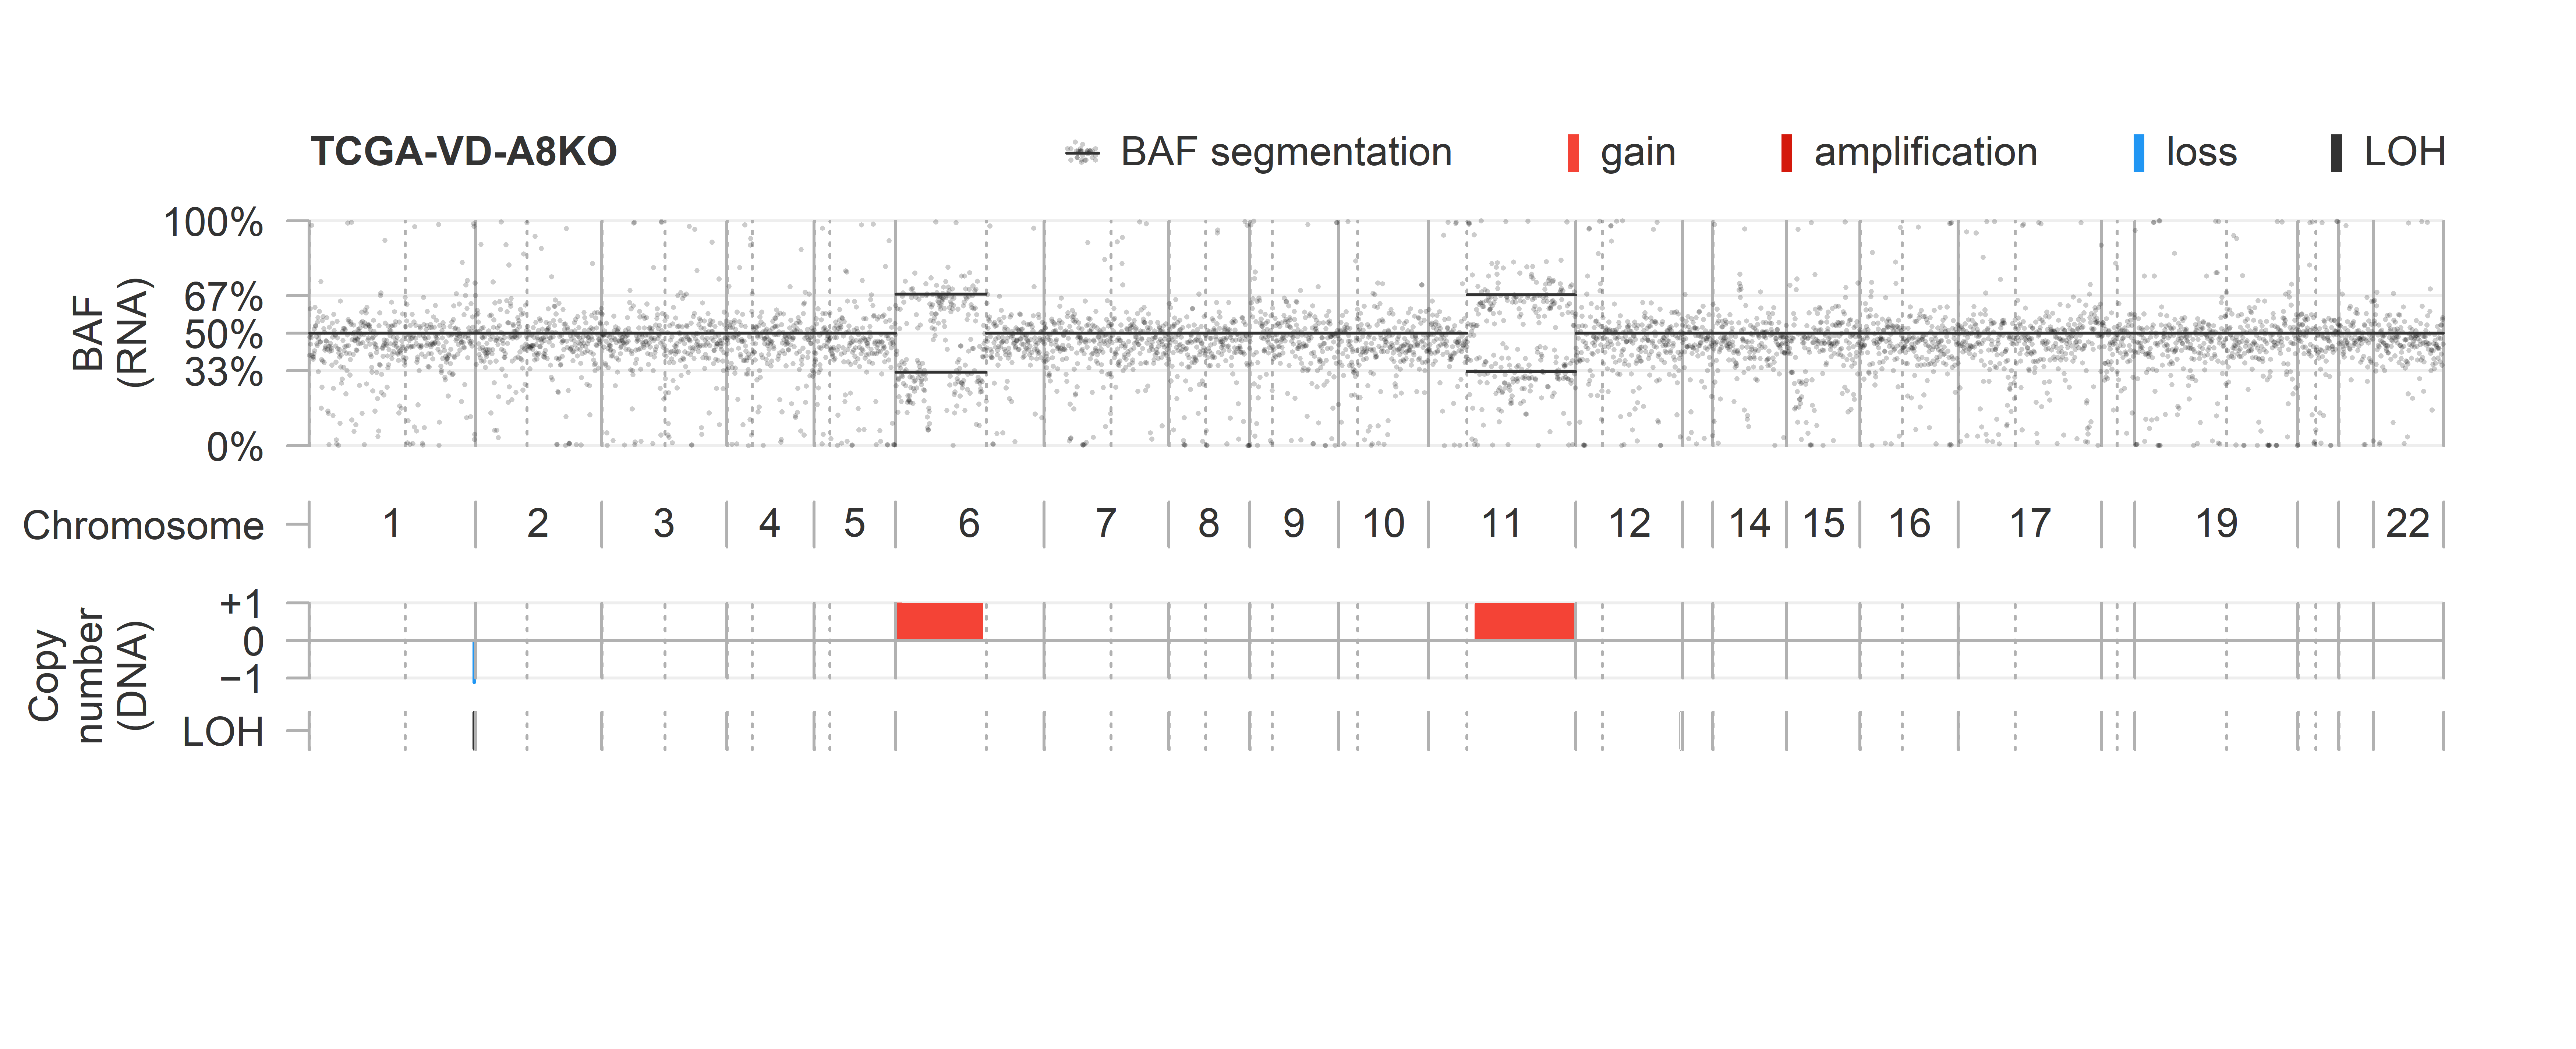 TCGA-VD-A8KO
BAF segmentation
gain
amplification
loss
LOH
BAF
(RNA)
100%
67%
50%
33%
0%
Chromosome
1 2 3 4 5 6 7 8 9 10 11 12 14 15 16 17 19 22
Copy
number
(DNA)
+1
0
−1
LOH